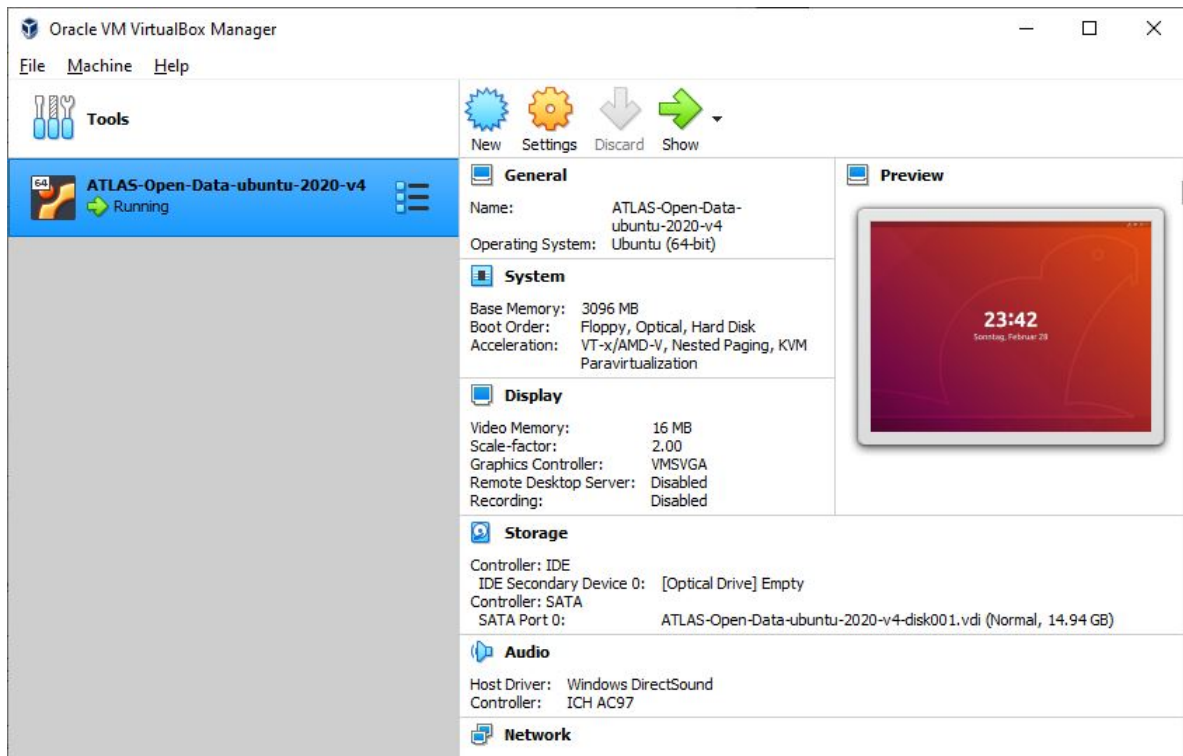 Oracle VM VirtualBox Manager
File Machine Help
Tools
New Settings Discard Show
64
ATLAS-Open-Data-ubuntu-2020-v4
Running
General
Name: ATLAS-Open-Data-
ubuntu-2020-v4
Operating System: Ubuntu (64-bit)
System
Base Memory: 3096 MB
Boot Order: Floppy, Optical, Hard Disk
Acceleration: VT-x/AMD-V, Nested Paging, KVM
Paravirtualization
Display
Video Memory: 16 MB
Scale-factor: 2.00
Graphics Controller: VMSVGA
Remote Desktop Server: Disabled
Recording: Disabled
Preview
23:42
Sonntag, Februar 28
Storage
Controller: IDE
IDE Secondary Device 0: [Optical Drive] Empty
Controller: SATA
SATA Port 0: ATLAS-Open-Data-ubuntu-2020-v4-disk001.vdi (Normal, 14.94 GB)
Audio
Host Driver: Windows DirectSound
Controller: ICH AC97
Network